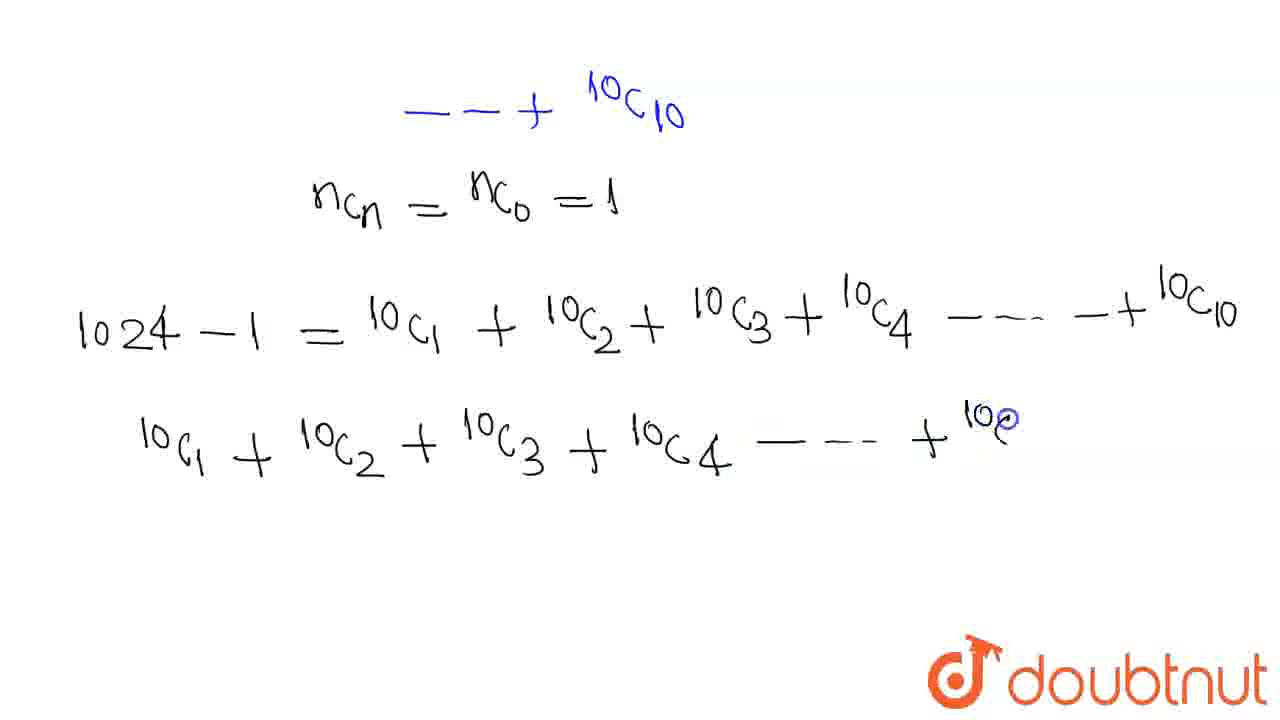 --+ ¹⁰C₁₀
ⁿCₙ = ⁿC₀ = 1
1024 - 1 = ¹⁰C₁ + ¹⁰C₂ + ¹⁰C₃ + ¹⁰C₄ ---- + ¹⁰C₁₀
¹⁰C₁ + ¹⁰C₂ + ¹⁰C₃ + ¹⁰C₄ --- + ¹⁰C
doubtnut